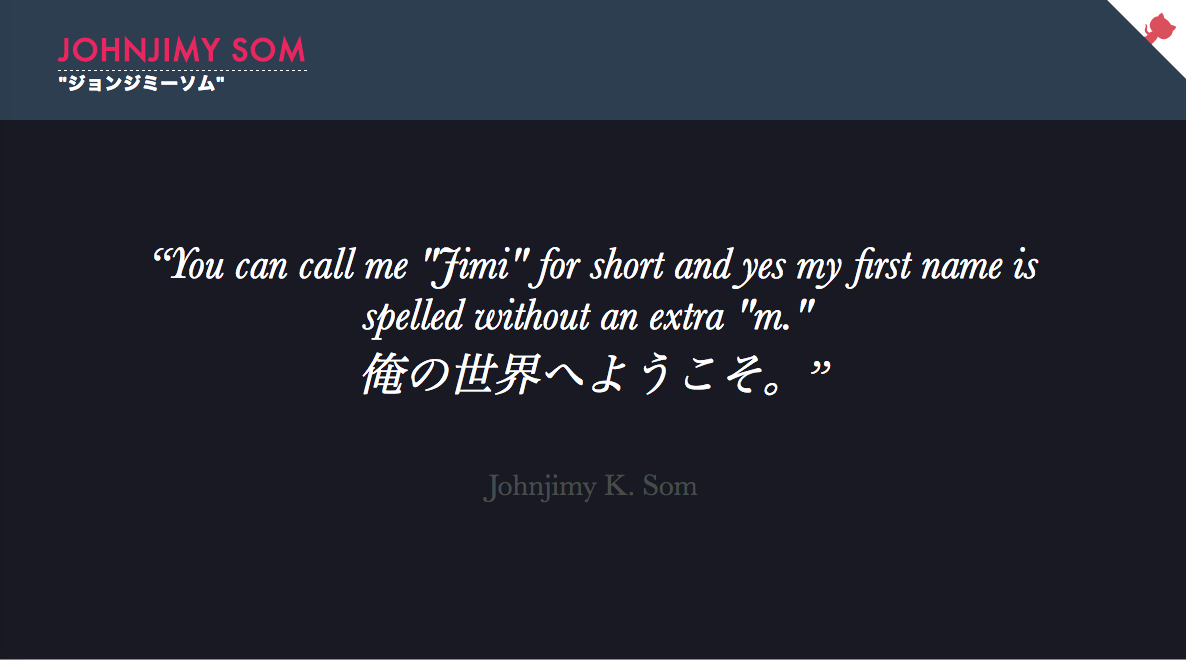 JOHNJIMY SOM
"ジョンジミーソム"
“You can call me "Jimi" for short and yes my first name is
spelled without an extra "m."
俺の世界へようこそ。”
Johnjimy K. Som